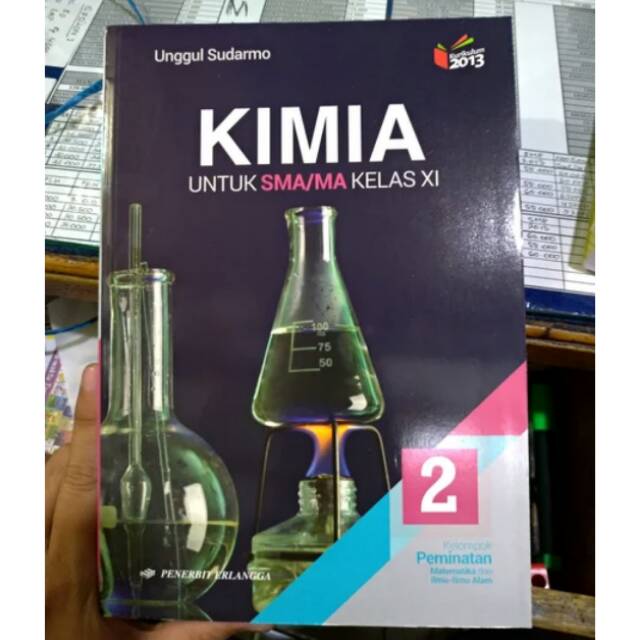 Unggul Sudarmo
Kurikulum
2013
KIMIA
UNTUK SMA/MA KELAS XI
100
75
50
2
Kelompok
Peminatan
Matematika dan
Ilmu-Ilmu Alam
PENERBIT ERLANGGA